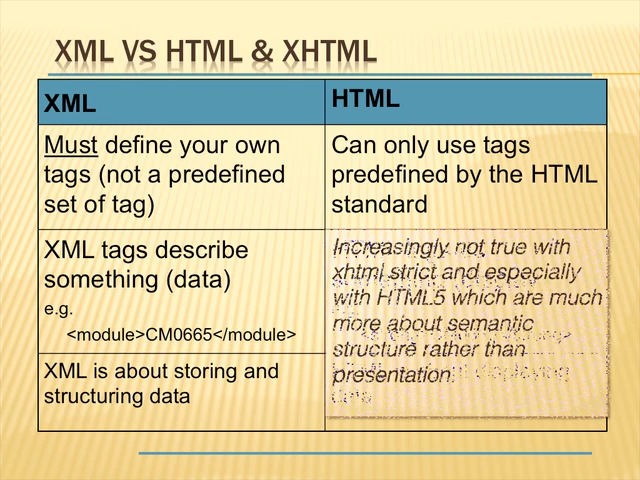 XML VS HTML & XHTML
XML
HTML
Must define your own
tags (not a predefined
set of tag)
Can only use tags
predefined by the HTML
standard
XML tags describe
something (data)
e.g.
<module>CM0665</module>
Increasingly not true with
xhtml strict and especially
with HTML5 which are much
more about semantic
structure rather than
presentation.
XML is about storing and
structuring data